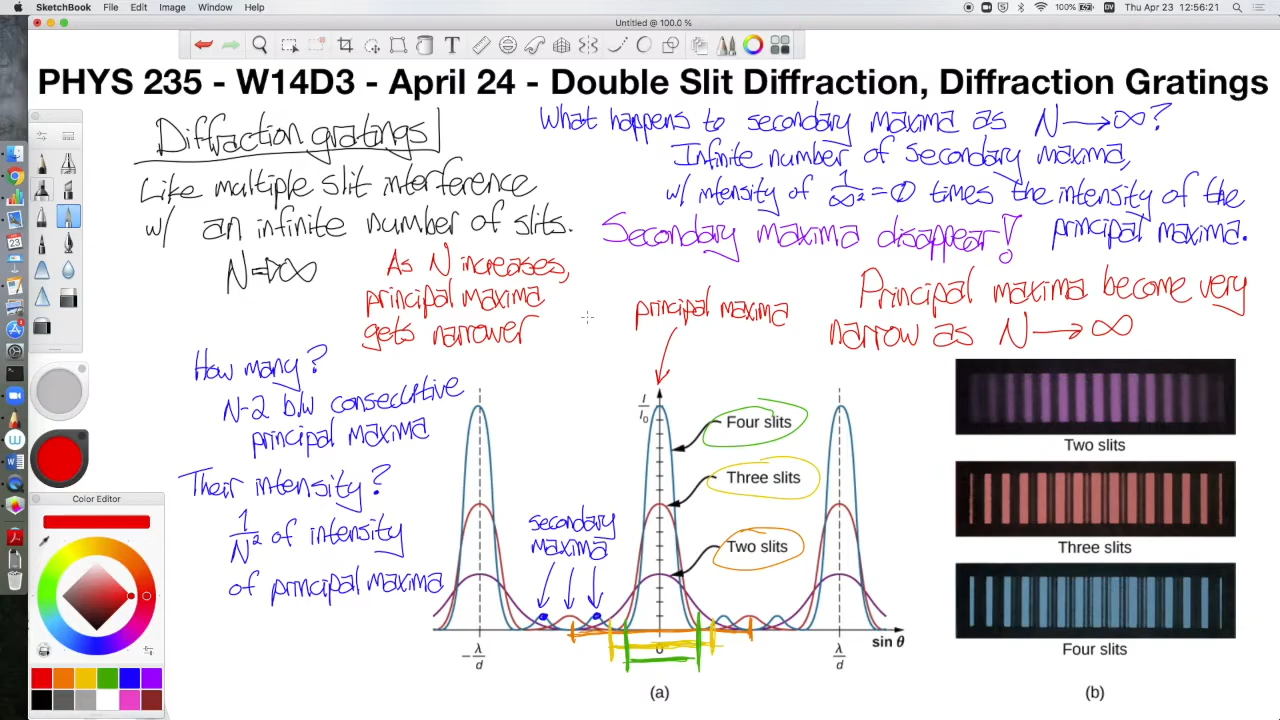 SketchBook File Edit Image Window Help
100% Thu Apr 23 12:56:21
Untitled @ 100.0 %
PHYS 235 - W14D3 - April 24 - Double Slit Diffraction, Diffraction Gratings
Diffraction gratings
Like multiple slit interference
w/ an infinite number of slits.
N=>∞
What happens to secondary maxima as N→∞?
Infinite number of secondary maxima,
w/ intensity of 1/∞² = 0 times the intensity of the
principal maxima.
Secondary maxima disappear!
As N increases,
principal maxima
gets narrower
principal maxima
Principal maxima become very
narrow as N→∞
How many?
N-2 b/w consecutive
principal maxima
Their intensity?
1/N² of intensity
of principal maxima
secondary
maxima
I/I₀
Four slits
Three slits
Two slits
-λ/d
0
λ/d
sin θ
(a)
Two slits
Three slits
Four slits
(b)
Color Editor